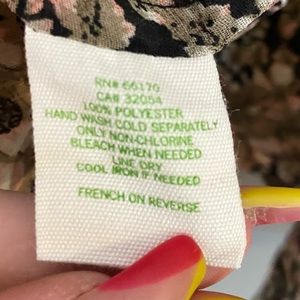 RN# 66170
CA# 32054
100% POLYESTER
HAND WASH COLD SEPARATELY
ONLY NON-CHLORINE
BLEACH WHEN NEEDED
LINE DRY
COOL IRON IF NEEDED
FRENCH ON REVERSE